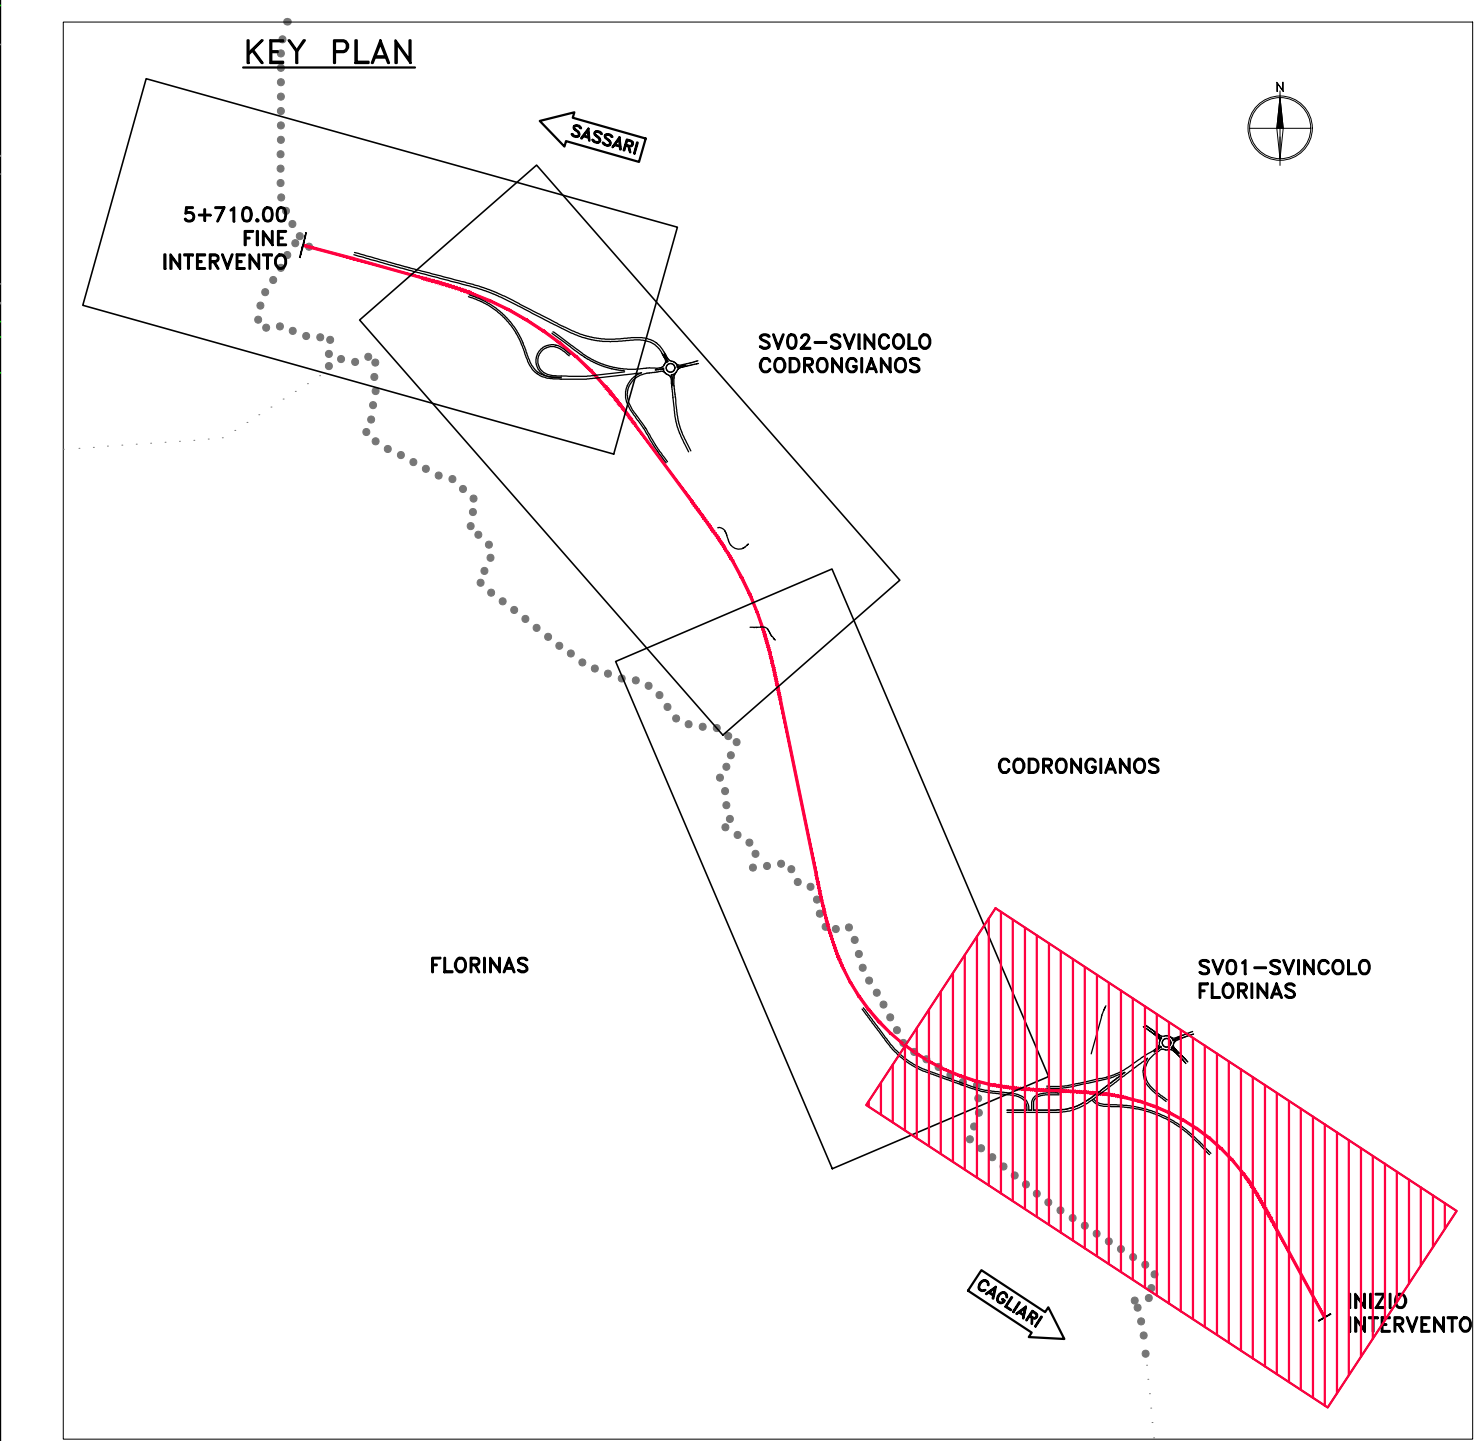 KEY PLAN
N
SASSARI
5+710.00
FINE
INTERVENTO
SV02-SVINCOLO
CODRONGIANOS
CODRONGIANOS
FLORINAS
SV01-SVINCOLO
FLORINAS
CAGLIARI
INIZIO
INTERVENTO